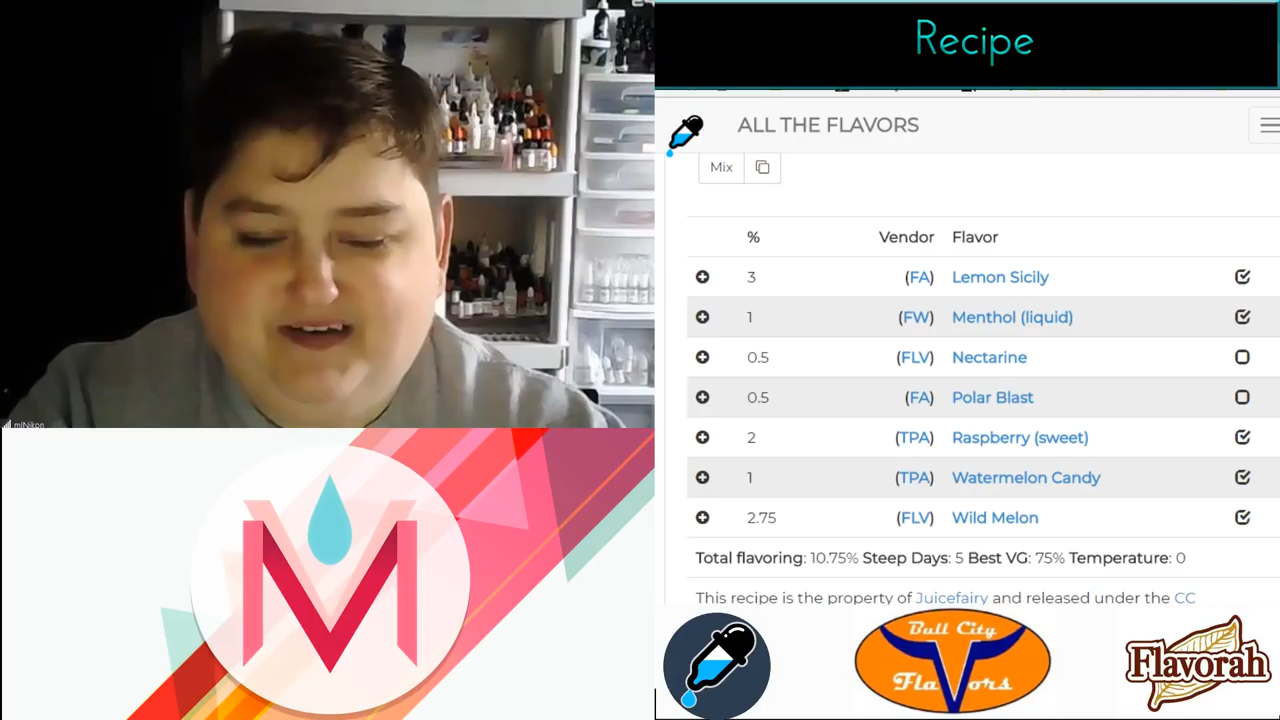 Recipe
ALL THE FLAVORS
Mix
% Vendor Flavor
3 (FA) Lemon Sicily
1 (FW) Menthol (liquid)
0.5 (FLV) Nectarine
0.5 (FA) Polar Blast
2 (TPA) Raspberry (sweet)
1 (TPA) Watermelon Candy
2.75 (FLV) Wild Melon
Total flavoring: 10.75% Steep Days: 5 Best VG: 75% Temperature: 0
This recipe is the property of Juicefairy and released under the CC
mlNikon
M
Bull City
Flavors
Flavorah